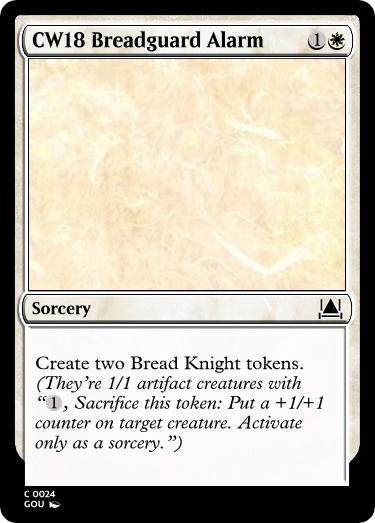 CW18 Breadguard Alarm 1
Sorcery
Create two Bread Knight tokens.
(They’re 1/1 artifact creatures with
“1, Sacrifice this token: Put a +1/+1
counter on target creature. Activate
only as a sorcery.”)
C 0024
GOU